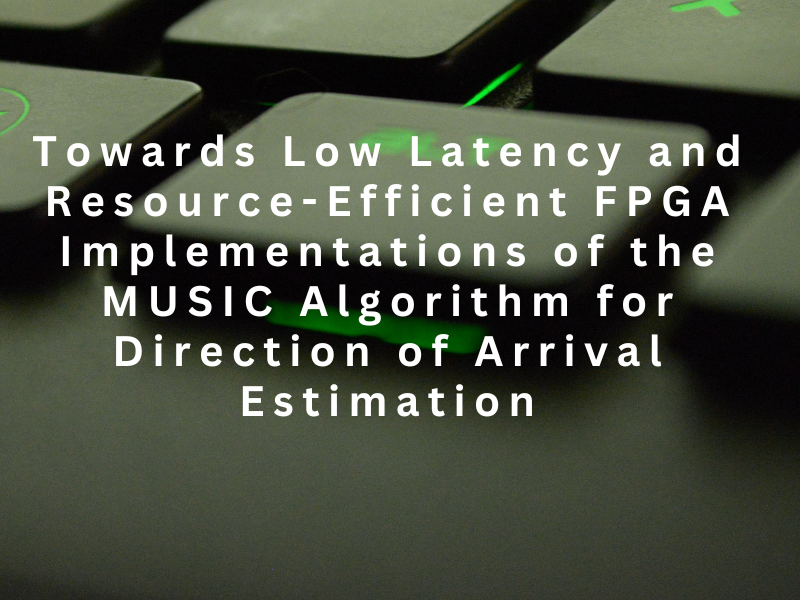 Towards Low Latency and
Resource-Efficient FPGA
Implementations of the
MUSIC Algorithm for
Direction of Arrival
Estimation